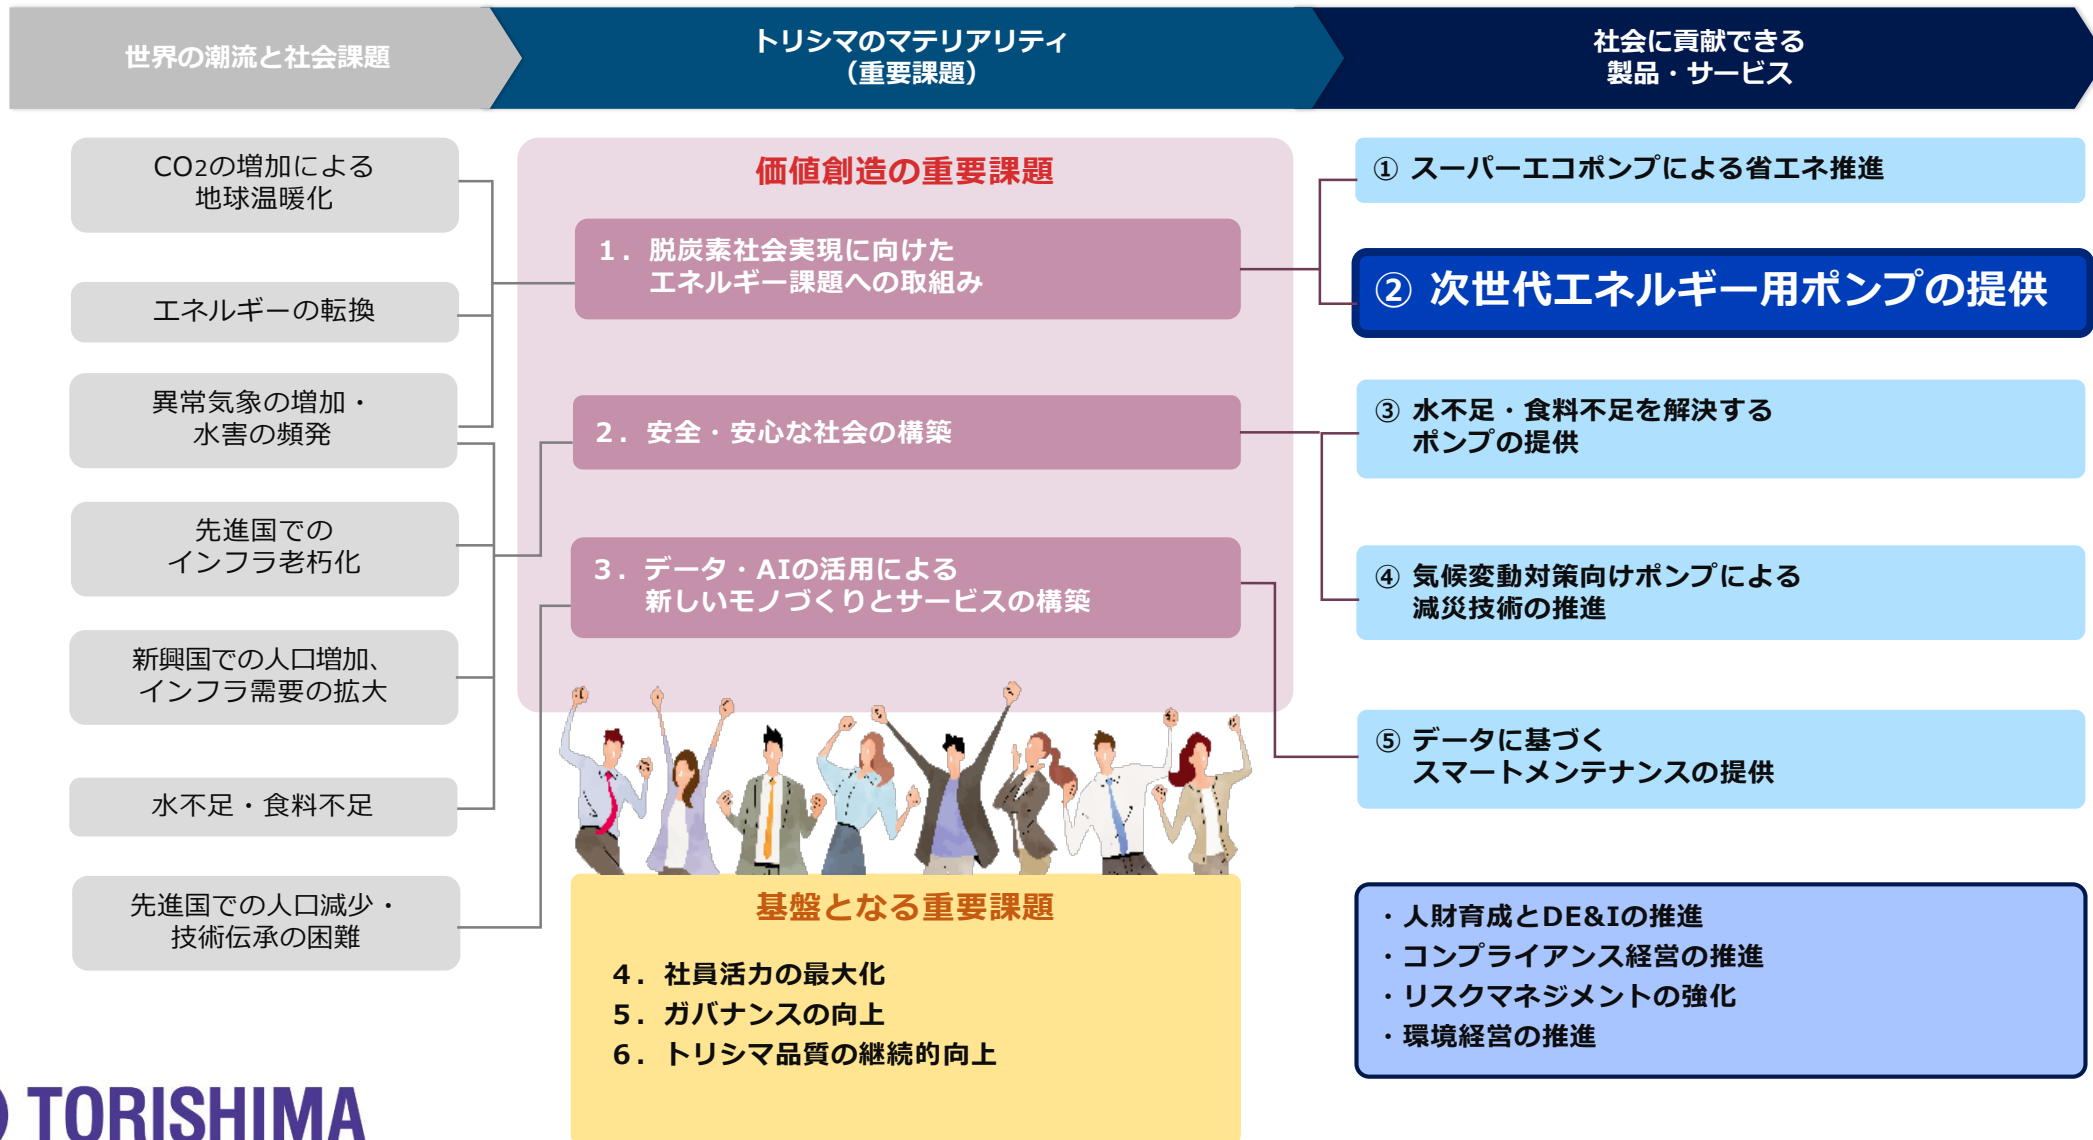 世界の潮流と社会課題
トリシマのマテリアリティ
（重要課題）
社会に貢献できる
製品・サービス
CO2の増加による
地球温暖化
エネルギーの転換
異常気象の増加・
水害の頻発
先進国での
インフラ老朽化
新興国での人口増加、
インフラ需要の拡大
水不足・食料不足
先進国での人口減少・
技術伝承の困難
価値創造の重要課題
1．脱炭素社会実現に向けた
エネルギー課題への取組み
2．安全・安心な社会の構築
3．データ・AIの活用による
新しいモノづくりとサービスの構築
基盤となる重要課題
4．社員活力の最大化
5．ガバナンスの向上
6．トリシマ品質の継続的向上
① スーパーエコポンプによる省エネ推進
② 次世代エネルギー用ポンプの提供
③ 水不足・食料不足を解決する
ポンプの提供
④ 気候変動対策向けポンプによる
減災技術の推進
⑤ データに基づく
スマートメンテナンスの提供
・人財育成とDE&Iの推進
・コンプライアンス経営の推進
・リスクマネジメントの強化
・環境経営の推進
TORISHIMA